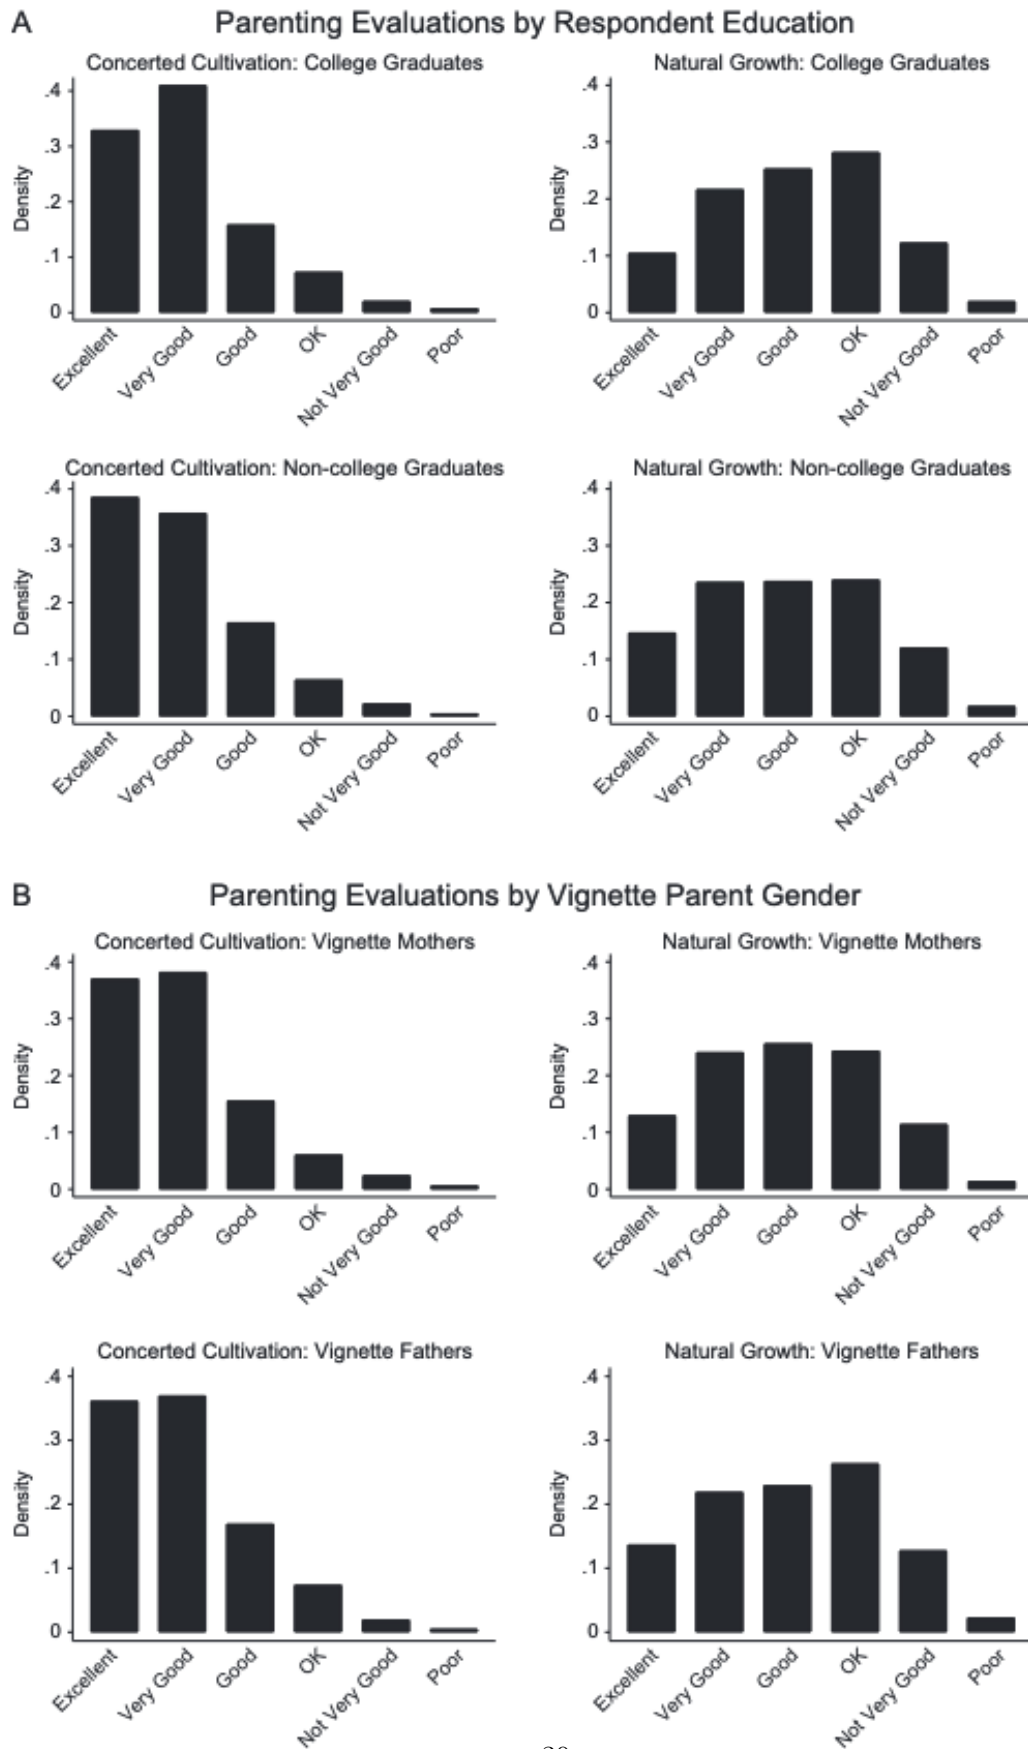 A Parenting Evaluations by Respondent Education
Concerted Cultivation: College Graduates
Density
.4
.3
.2
.1
0
Excellent
Very Good
Good
OK
Not Very Good
Poor
Natural Growth: College Graduates
Density
.4
.3
.2
.1
0
Excellent
Very Good
Good
OK
Not Very Good
Poor
Concerted Cultivation: Non-college Graduates
Density
.4
.3
.2
.1
0
Excellent
Very Good
Good
OK
Not Very Good
Poor
Natural Growth: Non-college Graduates
Density
.4
.3
.2
.1
0
Excellent
Very Good
Good
OK
Not Very Good
Poor
B Parenting Evaluations by Vignette Parent Gender
Concerted Cultivation: Vignette Mothers
Density
.4
.3
.2
.1
0
Excellent
Very Good
Good
OK
Not Very Good
Poor
Natural Growth: Vignette Mothers
Density
.4
.3
.2
.1
0
Excellent
Very Good
Good
OK
Not Very Good
Poor
Concerted Cultivation: Vignette Fathers
Density
.4
.3
.2
.1
0
Excellent
Very Good
Good
OK
Not Very Good
Poor
Natural Growth: Vignette Fathers
Density
.4
.3
.2
.1
0
Excellent
Very Good
Good
OK
Not Very Good
Poor